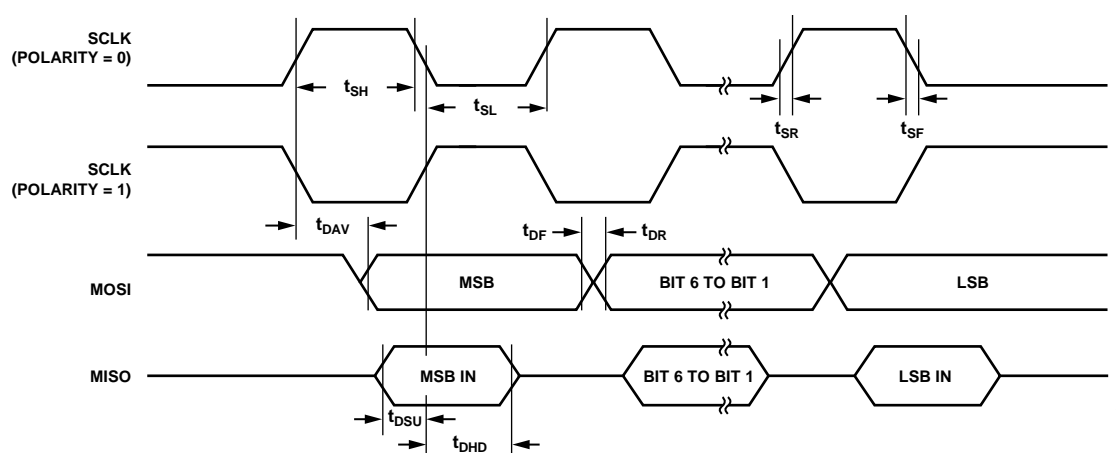 SCLK
(POLARITY = 0)
tSH
tSL
tSR
tSF
SCLK
(POLARITY = 1)
tDAV
tDF
tDR
MOSI
MSB
BIT 6 TO BIT 1
LSB
MISO
MSB IN
BIT 6 TO BIT 1
LSB IN
tDSU
tDHD